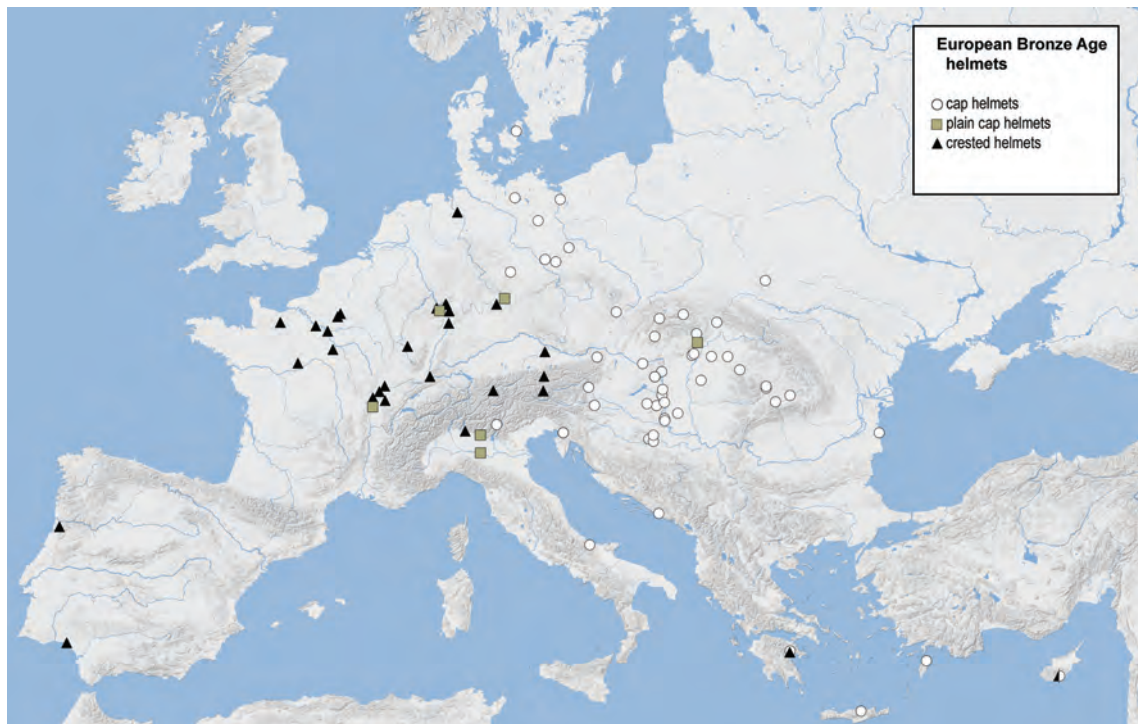 European Bronze Age
helmets
cap helmets
plain cap helmets
crested helmets